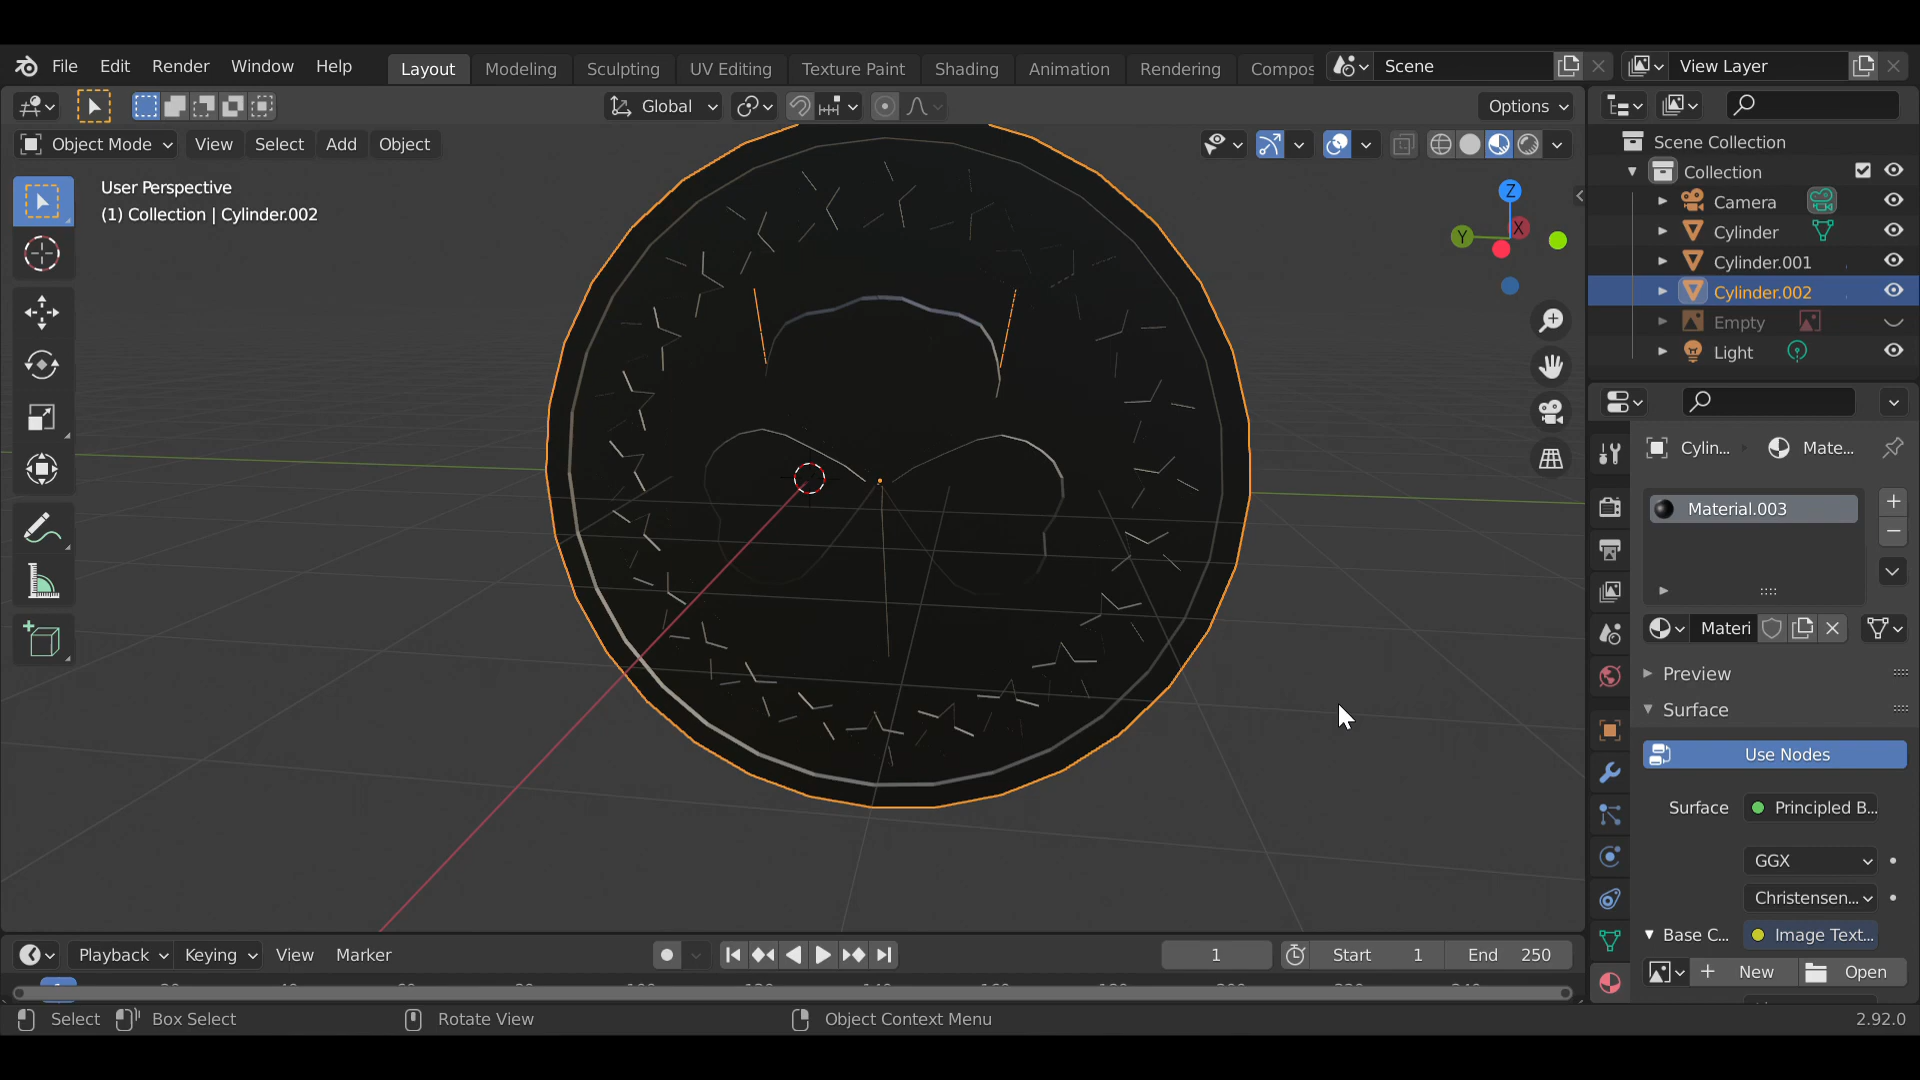 File Edit Render Window Help Layout Modeling Sculpting UV Editing Texture Paint Shading Animation Rendering Compos Scene View Layer
Global Options
Object Mode View Select Add Object
User Perspective
(1) Collection | Cylinder.002
Z
Y
X
Scene Collection
Collection
Camera
Cylinder
Cylinder.001
Cylinder.002
Empty
Light
Cylin... Mate...
Material.003
Materi
Preview
Surface
Use Nodes
Surface Principled B...
GGX
Christensen...
Base C... Image Text...
New Open
Playback Keying View Marker 1 Start 1 End 250
Select Box Select Rotate View Object Context Menu 2.92.0